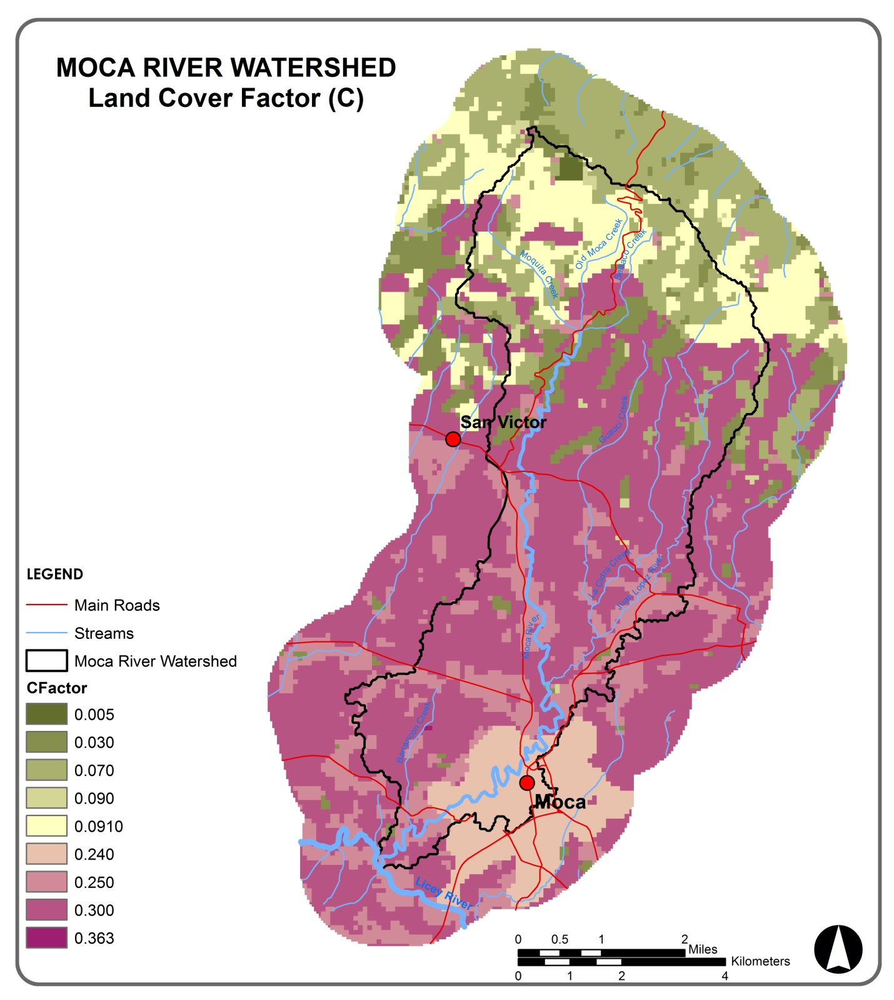 MOCA RIVER WATERSHED
Land Cover Factor (C)
Old Moca Creek
Bellaco Creek
Moquita Creek
Guauci Creek
San Victor
La Cidra Creek
Juan Lopez River
Moca River
Barrancon Creek
Moca
Licey River
LEGEND
Main Roads
Streams
Moca River Watershed
CFactor
0.005
0.030
0.070
0.090
0.0910
0.240
0.250
0.300
0.363
0 0.5 1 2
Miles
Kilometers
0 1 2 4